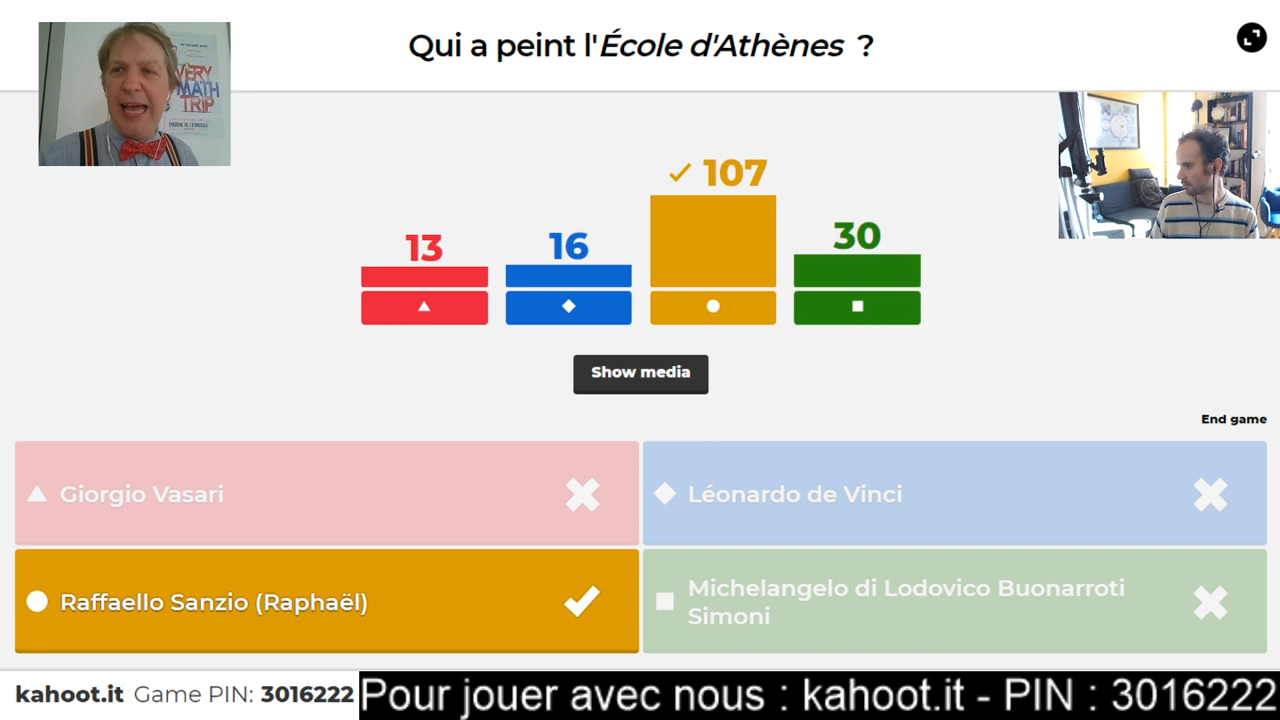 Qui a peint l'École d'Athènes ?
VERY
MATH
TRIP
13
16
107
30
Show media
End game
Giorgio Vasari
Léonardo de Vinci
Raffaello Sanzio (Raphaël)
Michelangelo di Lodovico Buonarroti
Simoni
kahoot.it Game PIN: 3016222
Pour jouer avec nous : kahoot.it - PIN : 3016222